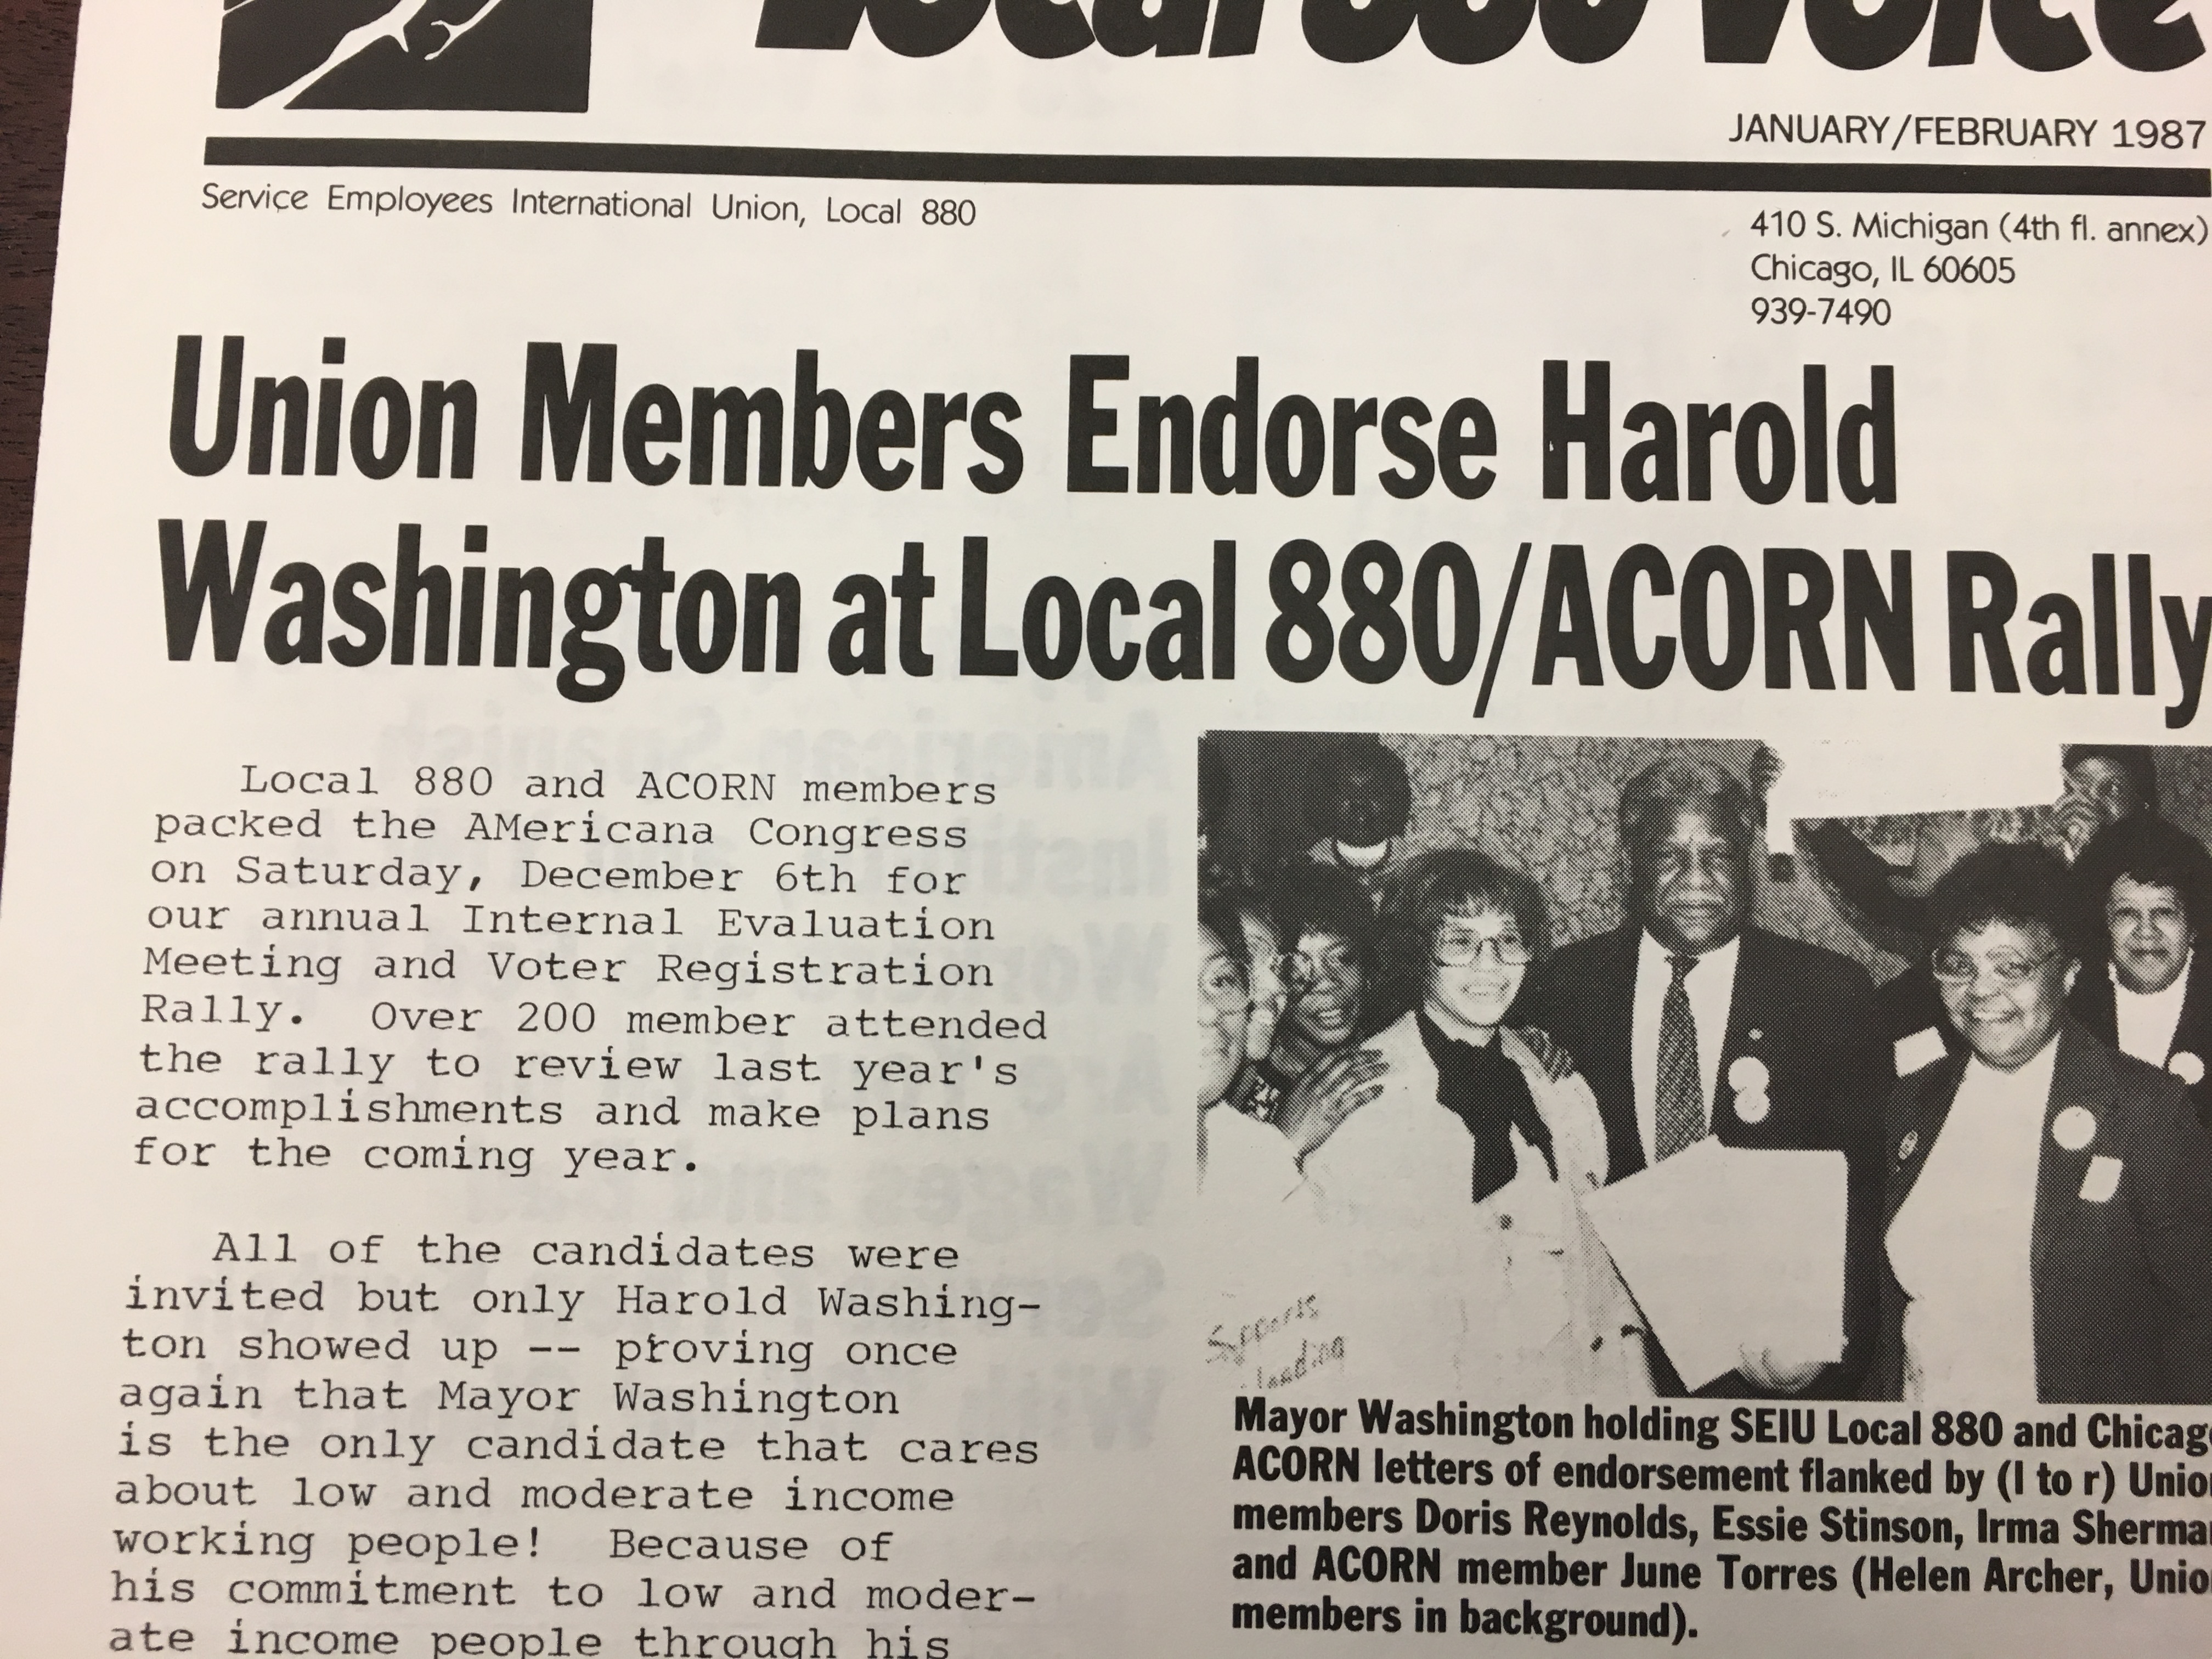 Local 880 Voice
JANUARY/FEBRUARY 1987
Service Employees International Union, Local 880
410 S. Michigan (4th fl. annex)
Chicago, IL 60605
939-7490
Union Members Endorse Harold
Washington at Local 880/ACORN Rally
Local 880 and ACORN members
packed the AMericana Congress
on Saturday, December 6th for
our annual Internal Evaluation
Meeting and Voter Registration
Rally. Over 200 member attended
the rally to review last year's
accomplishments and make plans
for the coming year.
All of the candidates were
invited but only Harold Washing-
ton showed up -- proving once
again that Mayor Washington
is the only candidate that cares
about low and moderate income
working people! Because of
his commitment to low and moder-
ate income people through his
Mayor Washington holding SEIU Local 880 and Chicag
ACORN letters of endorsement flanked by (l to r) Unio
members Doris Reynolds, Essie Stinson, Irma Sherma
and ACORN member June Torres (Helen Archer, Unio
members in background).